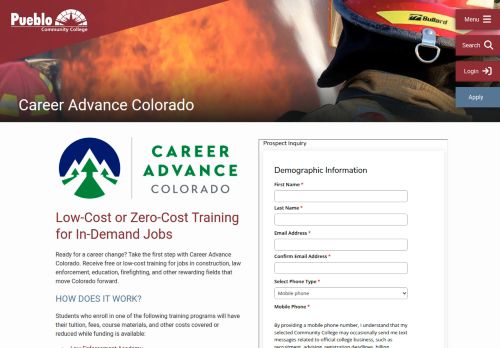 Pueblo
Community College
Bullard
Menu
Search
Login
Apply
Career Advance Colorado
CAREER
ADVANCE
COLORADO
Low-Cost or Zero-Cost Training
for In-Demand Jobs
Ready for a career change? Take the first step with Career Advance
Colorado. Receive free or low-cost training for jobs in construction, law
enforcement, education, firefighting, and other rewarding fields that
move Colorado forward.
HOW DOES IT WORK?
Students who enroll in one of the following training programs will have
their tuition, fees, course materials, and other costs covered or
reduced while funding is available.
Prospect Inquiry
Demographic Information
First Name *
Last Name *
Email Address *
Confirm Email Address *
Select Phone Type *
Mobile phone
Mobile Phone *
By providing a mobile phone number, I understand that my
selected Community College may occasionally send me text
messages related to official college business, such as